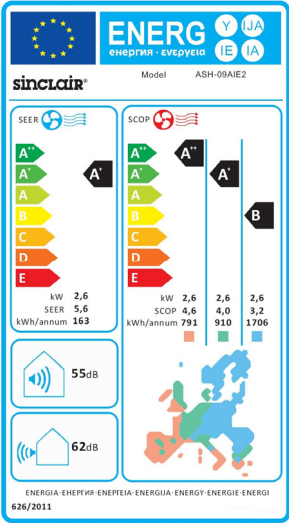 ENERG Y IJA
енергия · ενεργεια IE IA
sinclair® Model ASH-09AIE2
SEER SCOP
A++ A++ A++
A+ A+ A+ A+
A A
B B B
C C
D D
E E
kW 2,6 kW 2,6 2,6 2,6
SEER 5,6 SCOP 4,6 4,0 3,2
kWh/annum 163 kWh/annum 791 910 1706
55dB
62dB
ENERGIA·ЕНЕРГИЯ·ΕΝΕΡΓΕΙΑ·ENERGIJA·ENERGY·ENERGIE·ENERGI
626/2011